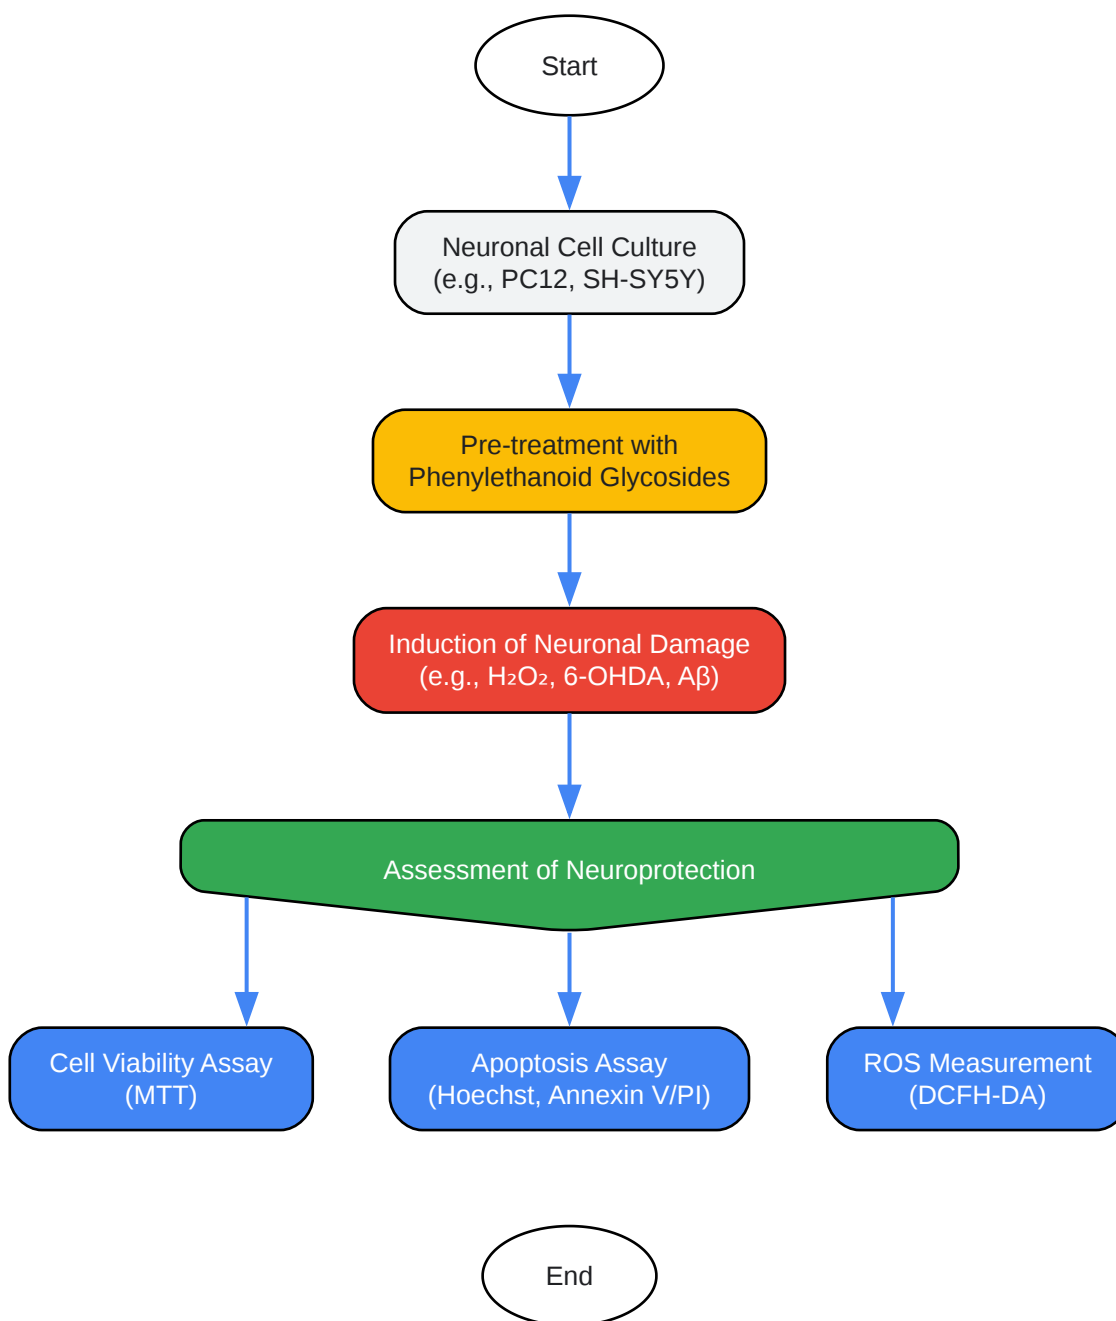 Start
Neuronal Cell Culture
(e.g., PC12, SH-SY5Y)
Pre-treatment with
Phenylethanoid Glycosides
Induction of Neuronal Damage
(e.g., H₂O₂, 6-OHDA, Aβ)
Assessment of Neuroprotection
Cell Viability Assay
(MTT)
Apoptosis Assay
(Hoechst, Annexin V/PI)
ROS Measurement
(DCFH-DA)
End